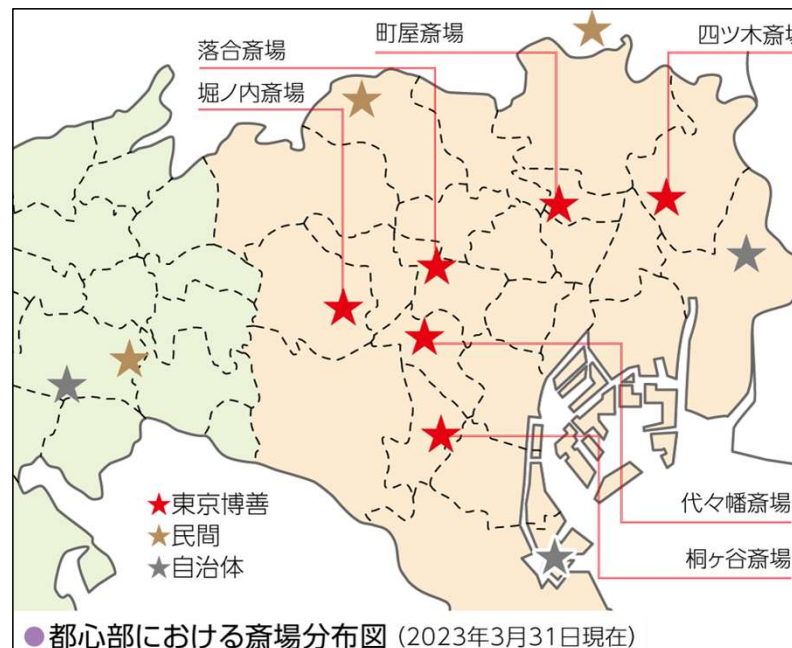 町屋斎場
四ツ木斎場
落合斎場
堀ノ内斎場
代々幡斎場
桐ヶ谷斎場
★東京博善
★民間
★自治体
●都心部における斎場分布図 (2023年3月31日現在)